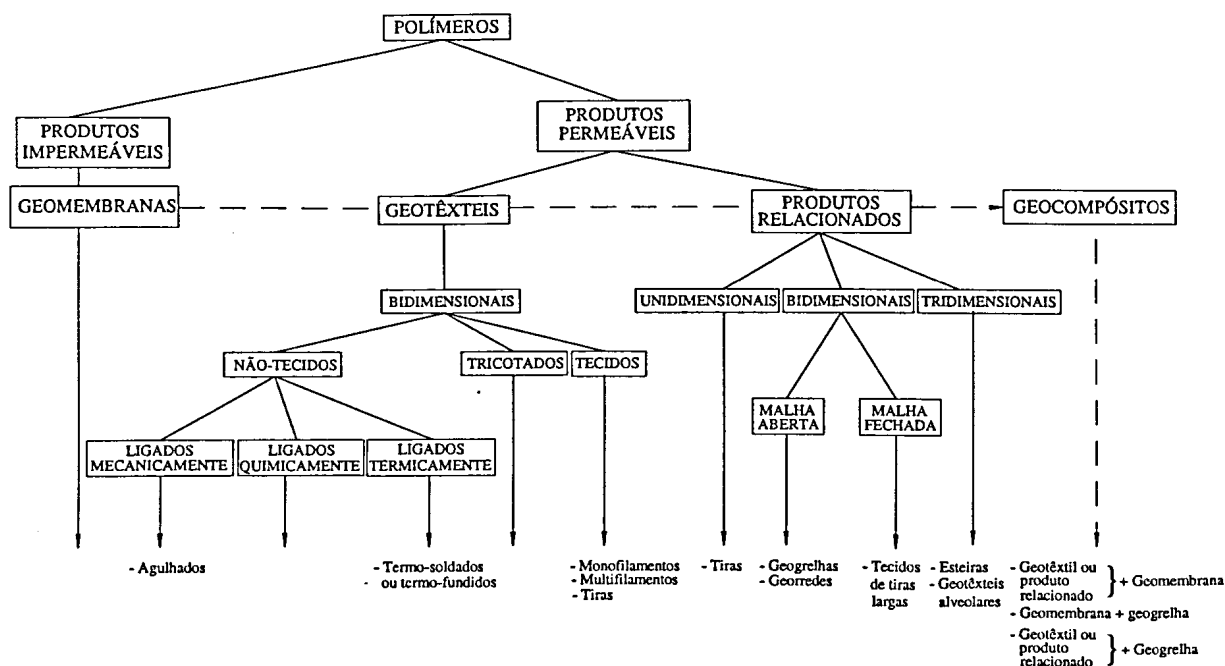 POLÍMEROS
PRODUTOS
IMPERMEÁVEIS
PRODUTOS
PERMEÁVEIS
GEOMEMBRANAS
GEOTÊXTEIS
PRODUTOS
RELACIONADOS
GEOCOMPÓSITOS
BIDIMENSIONAIS
UNIDIMENSIONAIS
BIDIMENSIONAIS
TRIDIMENSIONAIS
NÃO-TECIDOS
TRICOTADOS
TECIDOS
MALHA
ABERTA
MALHA
FECHADA
LIGADOS
MECANICAMENTE
LIGADOS
QUIMICAMENTE
LIGADOS
TERMICAMENTE
- Agulhados
- Termo-soldados
ou termo-fundidos
- Monofilamentos
- Multifilamentos
- Tiras
- Tiras
- Geogrelhas
- Georredes
- Tecidos
de tiras
largas
- Esteiras
- Geotêxteis
alveolares
- Geotêxtil ou
produto
relacionado } + Geomembrana
- Geomembrana + geogrelha
- Geotêxtil ou
produto
relacionado } + Geogrelha